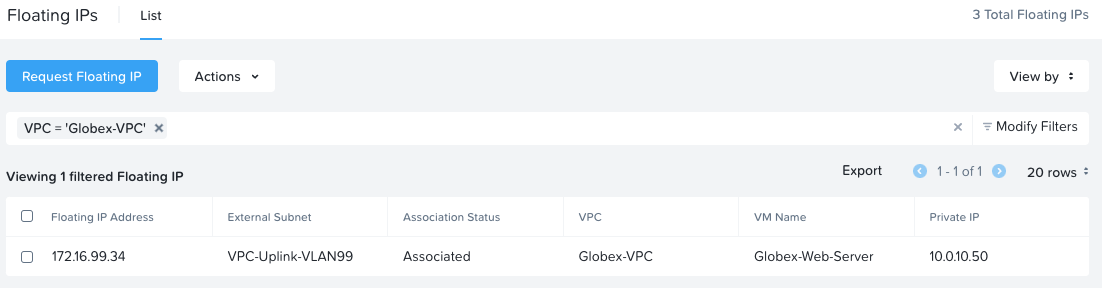 Floating IPs List 3 Total Floating IPs
Request Floating IP Actions View by
VPC = 'Globex-VPC' Modify Filters
Viewing 1 filtered Floating IP Export 1 - 1 of 1 20 rows
Floating IP Address External Subnet Association Status VPC VM Name Private IP
172.16.99.34 VPC-Uplink-VLAN99 Associated Globex-VPC Globex-Web-Server 10.0.10.50